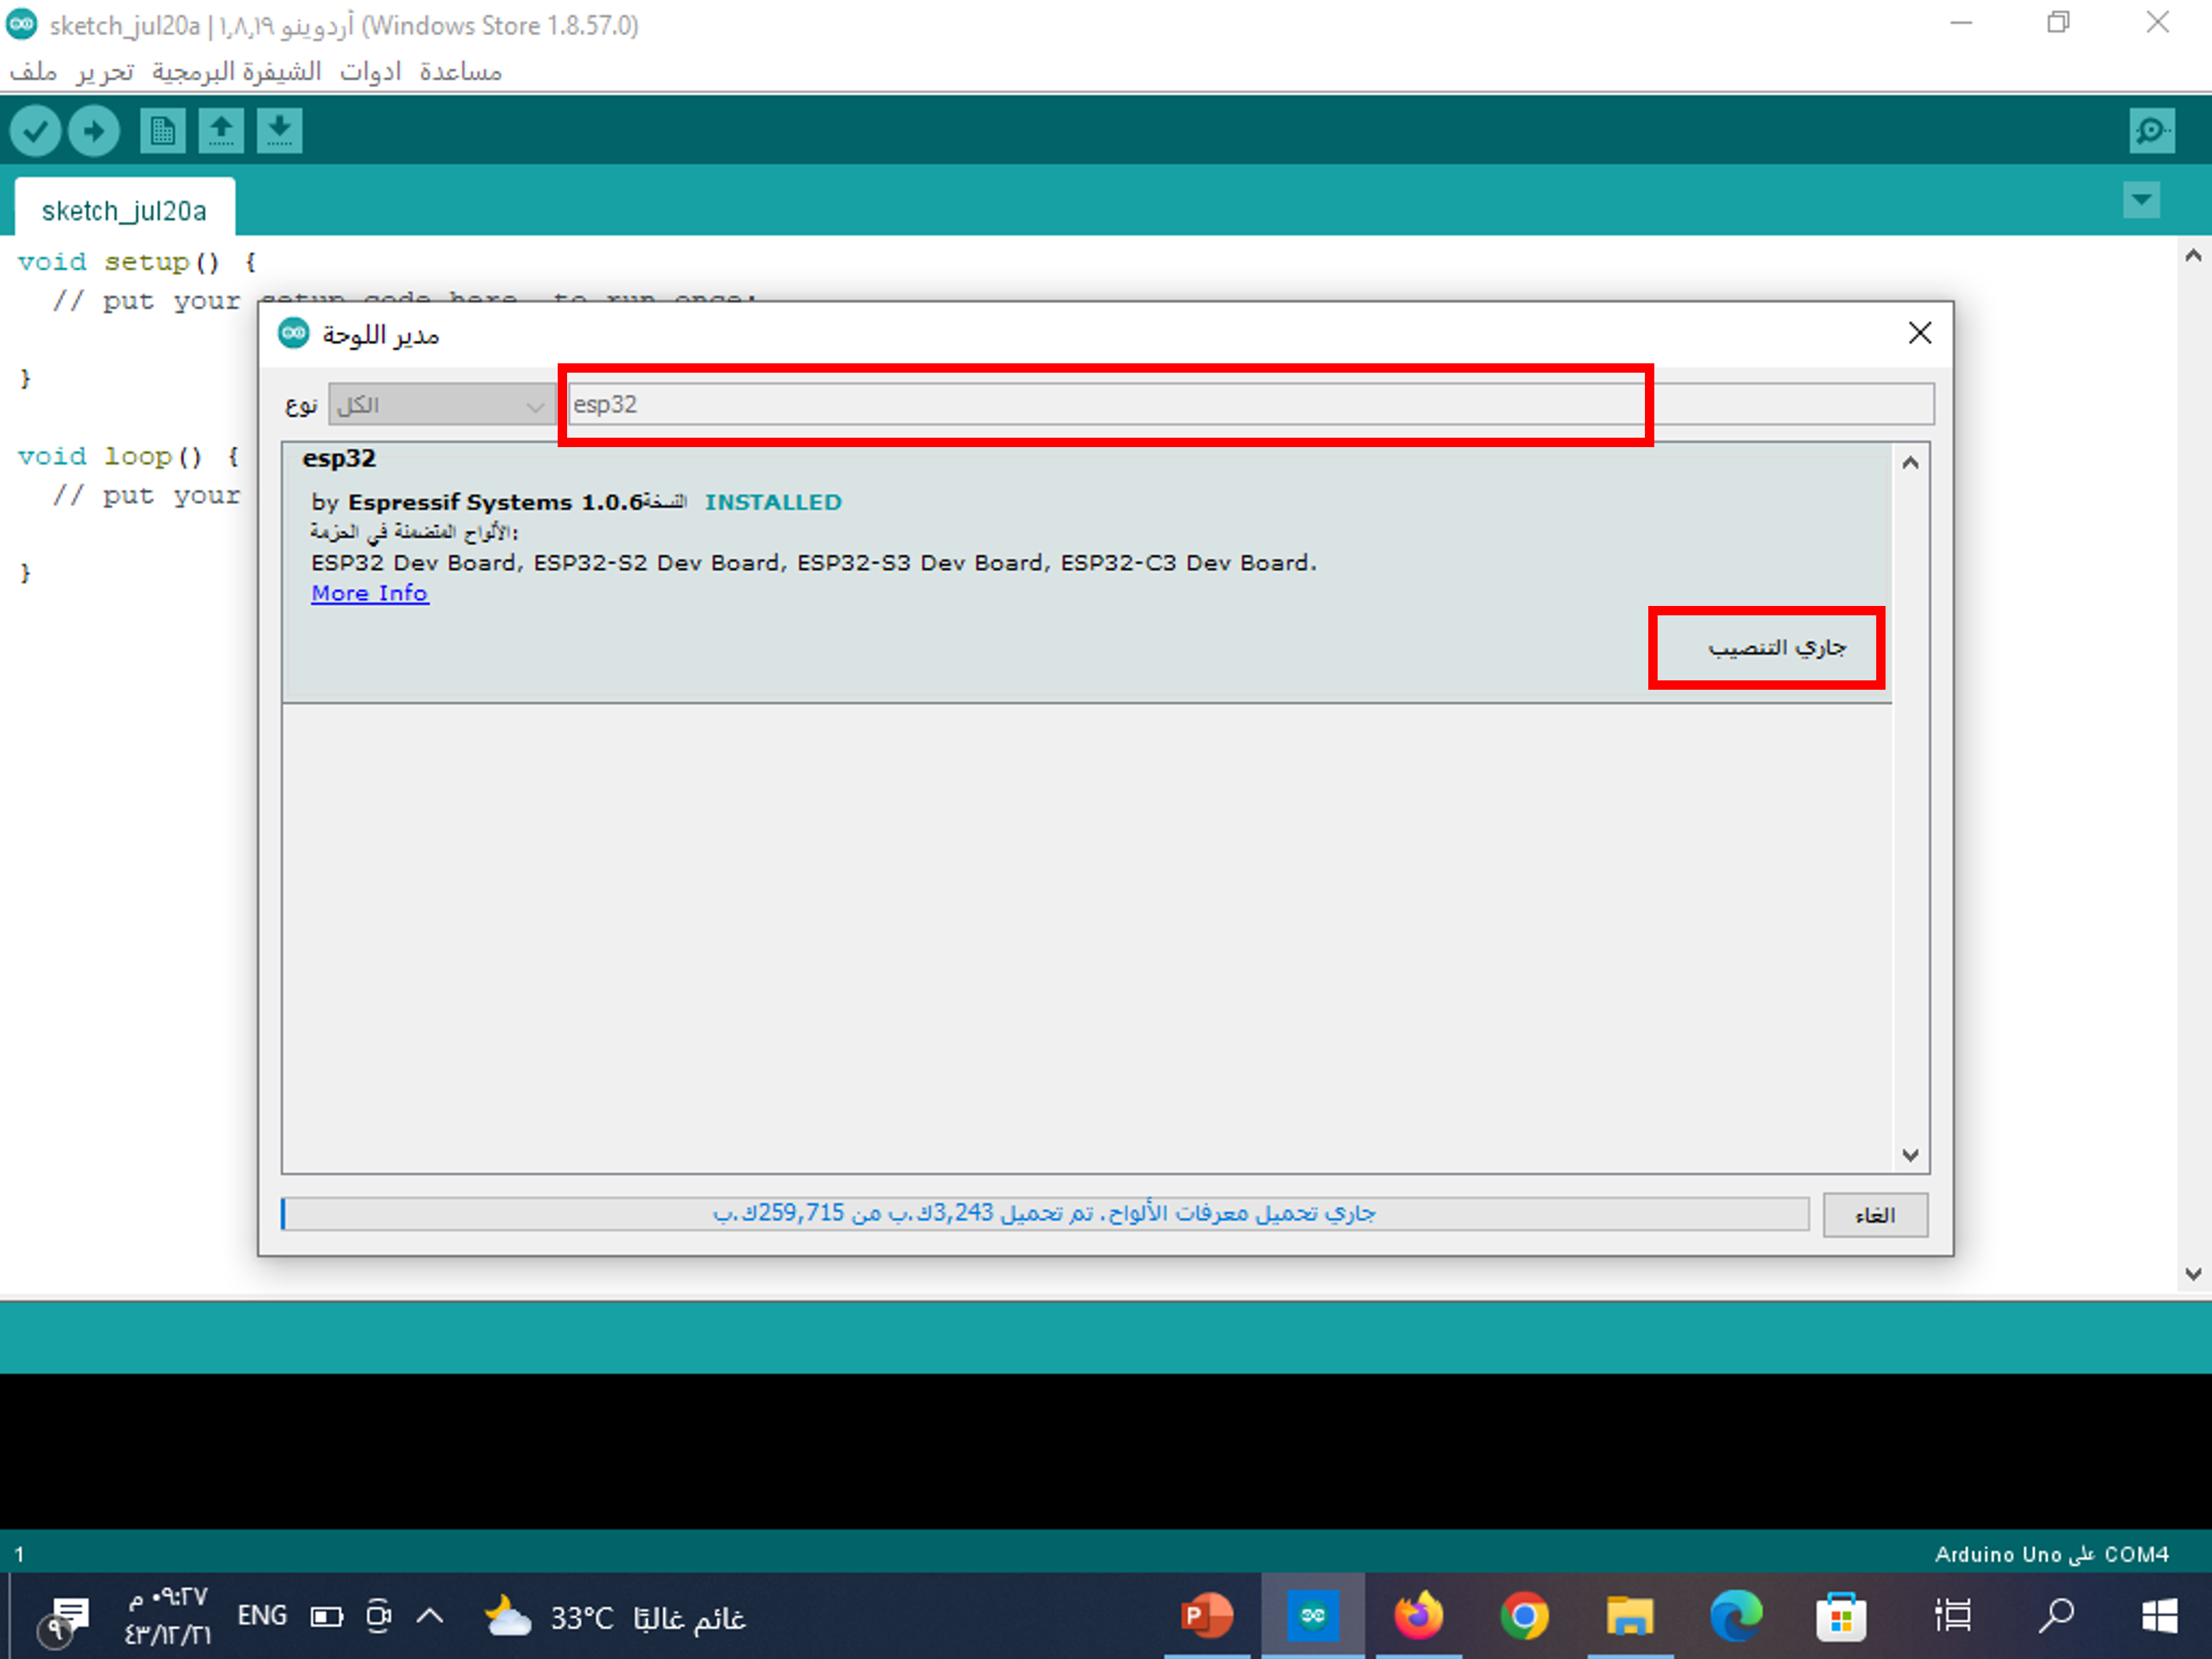 sketch_jul20a | أردوينو ١,٨,١٩ (Windows Store 1.8.57.0)
ملف تحرير الشيفرة البرمجية ادوات مساعدة
sketch_jul20a
void setup() {
// put your setup code here, to run once:
}
void loop() {
// put your
}
مدير اللوحة
نوع الكل esp32
esp32
by Espressif Systems 1.0.6 النسخة INSTALLED
الألواح المتضمنة في الحزمة:
ESP32 Dev Board, ESP32-S2 Dev Board, ESP32-S3 Dev Board, ESP32-C3 Dev Board.
More Info
جاري التنصيب
جاري تحميل معرفات الألواح. تم تحميل 3,243ك.ب من 259,715ك.ب
الغاء
1
Arduino Uno على COM4
٩
٠٩:٢٧ م
٤٣/١٢/٢١
ENG
33°C غائم غالبًا